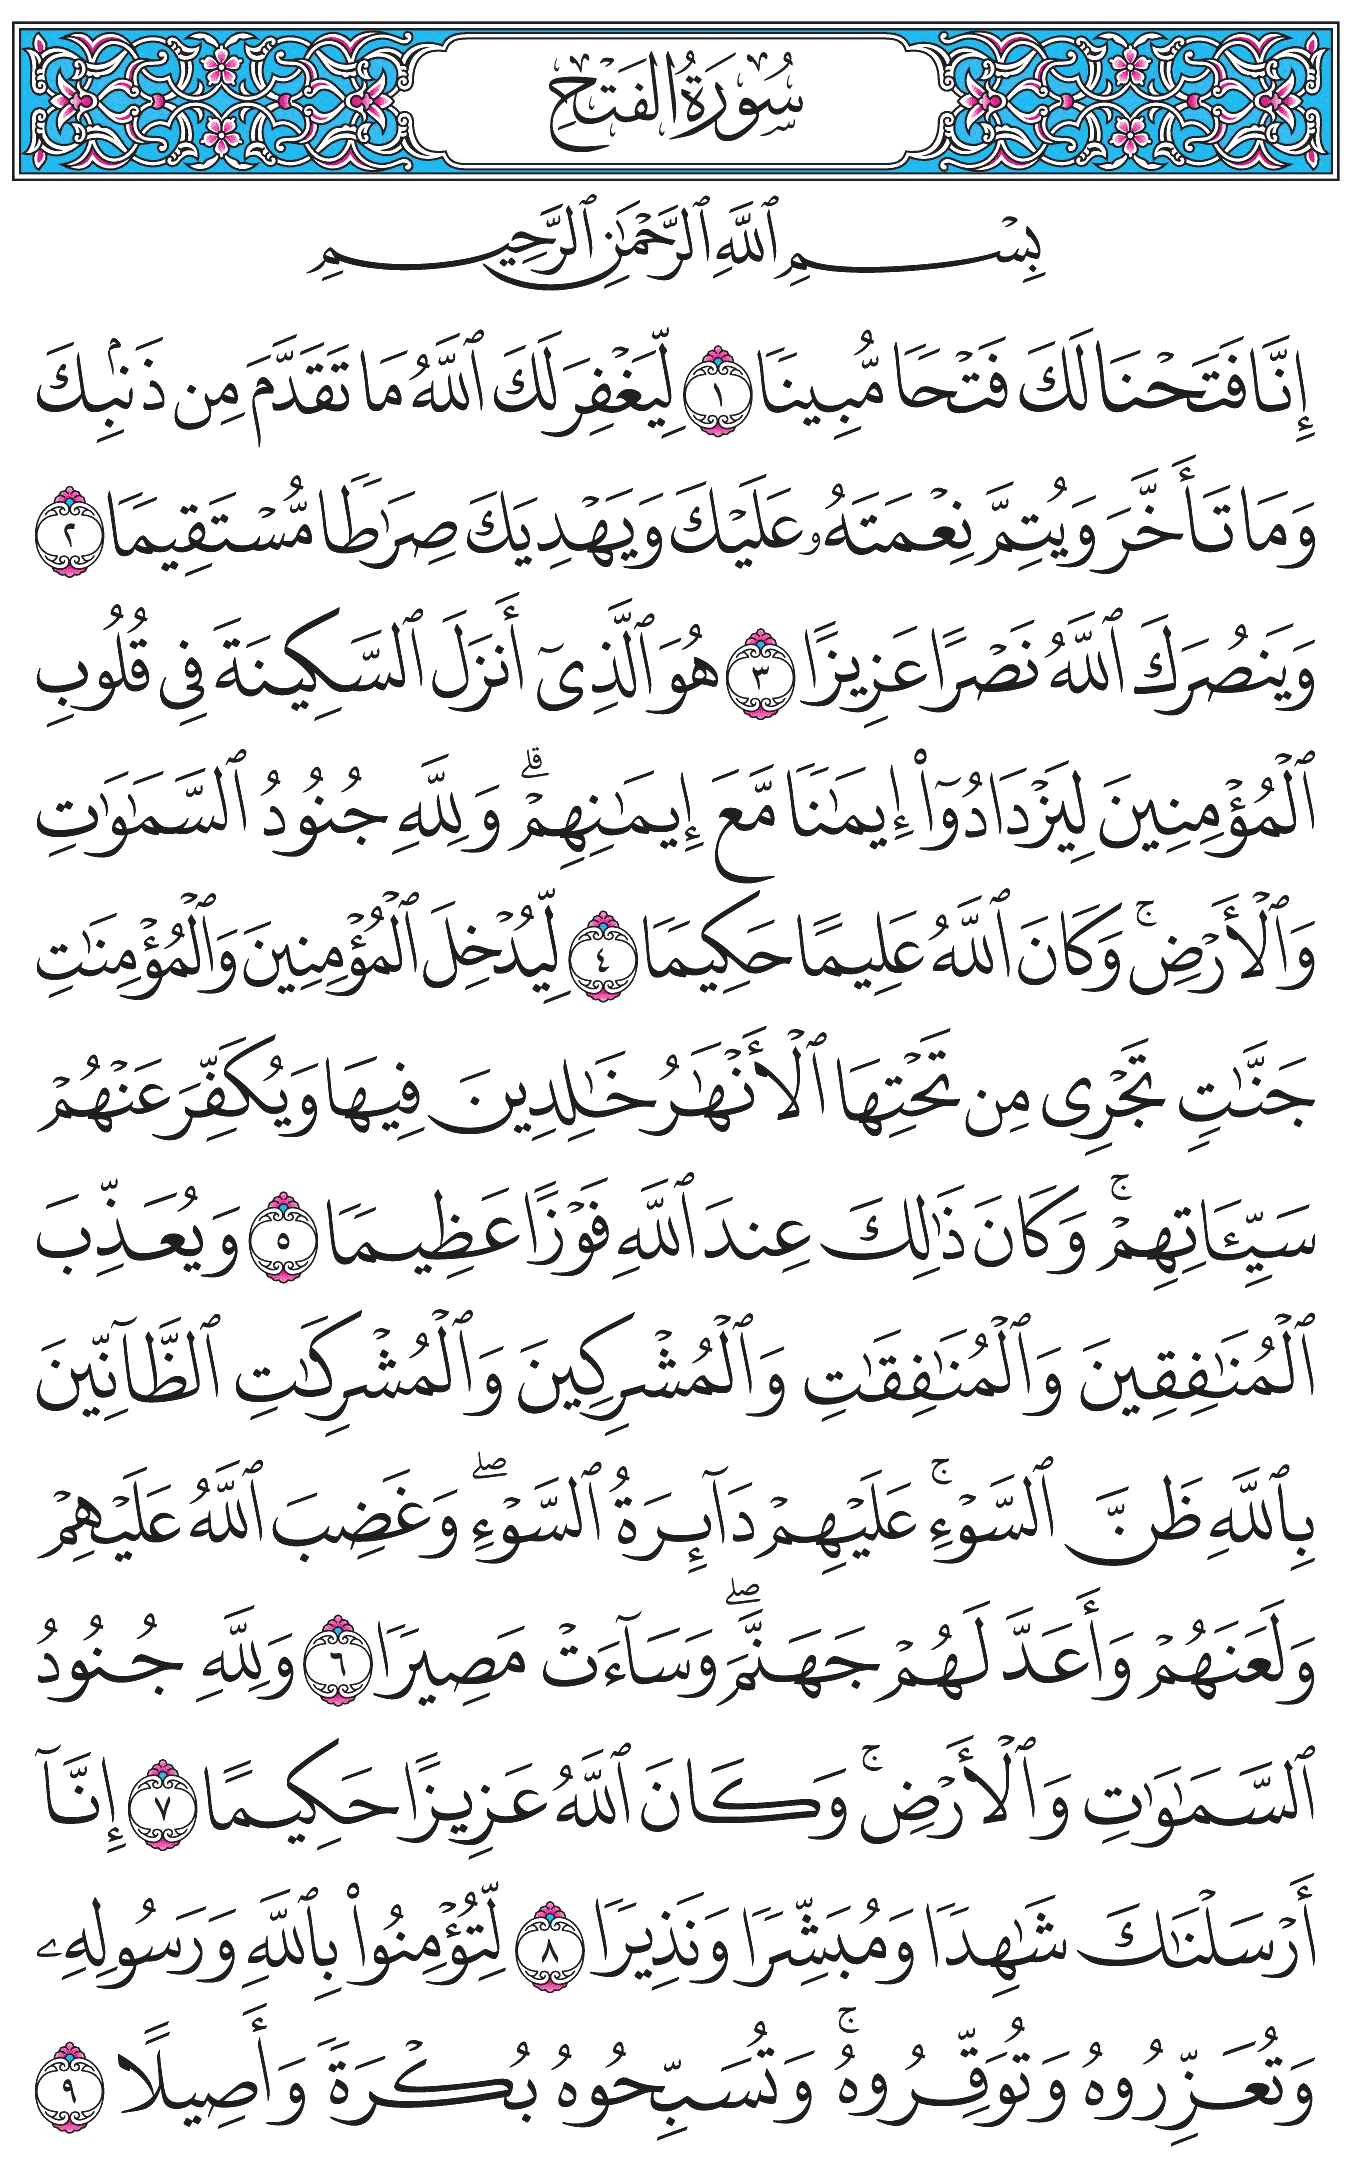 سُورَةُ الفَتْحِ
بِسْمِ ٱللَّهِ ٱلرَّحْمَٰنِ ٱلرَّحِيمِ
إِنَّا فَتَحْنَا لَكَ فَتْحًا مُّبِينًا ١ لِّيَغْفِرَ لَكَ ٱللَّهُ مَا تَقَدَّمَ مِن ذَنۢبِكَ
وَمَا تَأَخَّرَ وَيُتِمَّ نِعْمَتَهُۥ عَلَيْكَ وَيَهْدِيَكَ صِرَٰطًا مُّسْتَقِيمًا ٢
وَيَنصُرَكَ ٱللَّهُ نَصْرًا عَزِيزًا ٣ هُوَ ٱلَّذِىٓ أَنزَلَ ٱلسَّكِينَةَ فِى قُلُوبِ
ٱلْمُؤْمِنِينَ لِيَزْدَادُوٓا۟ إِيمَٰنًا مَّعَ إِيمَٰنِهِمْ ۗ وَلِلَّهِ جُنُودُ ٱلسَّمَٰوَٰتِ
وَٱلْأَرْضِ ۚ وَكَانَ ٱللَّهُ عَلِيمًا حَكِيمًا ٤ لِّيُدْخِلَ ٱلْمُؤْمِنِينَ وَٱلْمُؤْمِنَٰتِ
جَنَّٰتٍ تَجْرِى مِن تَحْتِهَا ٱلْأَنْهَٰرُ خَٰلِدِينَ فِيهَا وَيُكَفِّرَ عَنْهُمْ
سَيِّـَٔاتِهِمْ ۚ وَكَانَ ذَٰلِكَ عِندَ ٱللَّهِ فَوْزًا عَظِيمًا ٥ وَيُعَذِّبَ
ٱلْمُنَٰفِقِينَ وَٱلْمُنَٰفِقَٰتِ وَٱلْمُشْرِكِينَ وَٱلْمُشْرِكَٰتِ ٱلظَّآنِّينَ
بِٱللَّهِ ظَنَّ ٱلسَّوْءِ ۚ عَلَيْهِمْ دَآئِرَةُ ٱلسَّوْءِ ۖ وَغَضِبَ ٱللَّهُ عَلَيْهِمْ
وَلَعَنَهُمْ وَأَعَدَّ لَهُمْ جَهَنَّمَ ۖ وَسَآءَتْ مَصِيرًا ٦ وَلِلَّهِ جُنُودُ
ٱلسَّمَٰوَٰتِ وَٱلْأَرْضِ ۚ وَكَانَ ٱللَّهُ عَزِيزًا حَكِيمًا ٧ إِنَّآ
أَرْسَلْنَٰكَ شَٰهِدًا وَمُبَشِّرًا وَنَذِيرًا ٨ لِّتُؤْمِنُوا۟ بِٱللَّهِ وَرَسُولِهِۦ
وَتُعَزِّرُوهُ وَتُوَقِّرُوهُ ۚ وَتُسَبِّحُوهُ بُكْرَةً وَأَصِيلًا ٩